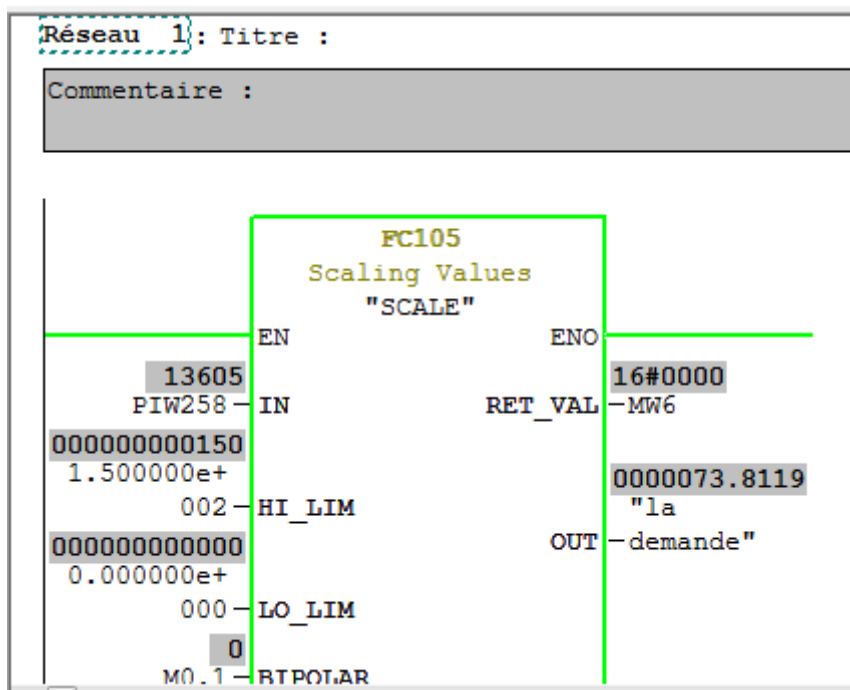 Réseau 1: Titre :
Commentaire :
FC105
Scaling Values
"SCALE"
EN ENO
13605 16#0000
PIW258 IN RET_VAL MW6
000000000150
1.500000e+ 0000073.8119
002 HI_LIM "la
000000000000 OUT demande"
0.000000e+
000 LO_LIM
0
M0.1 BIPOLAR